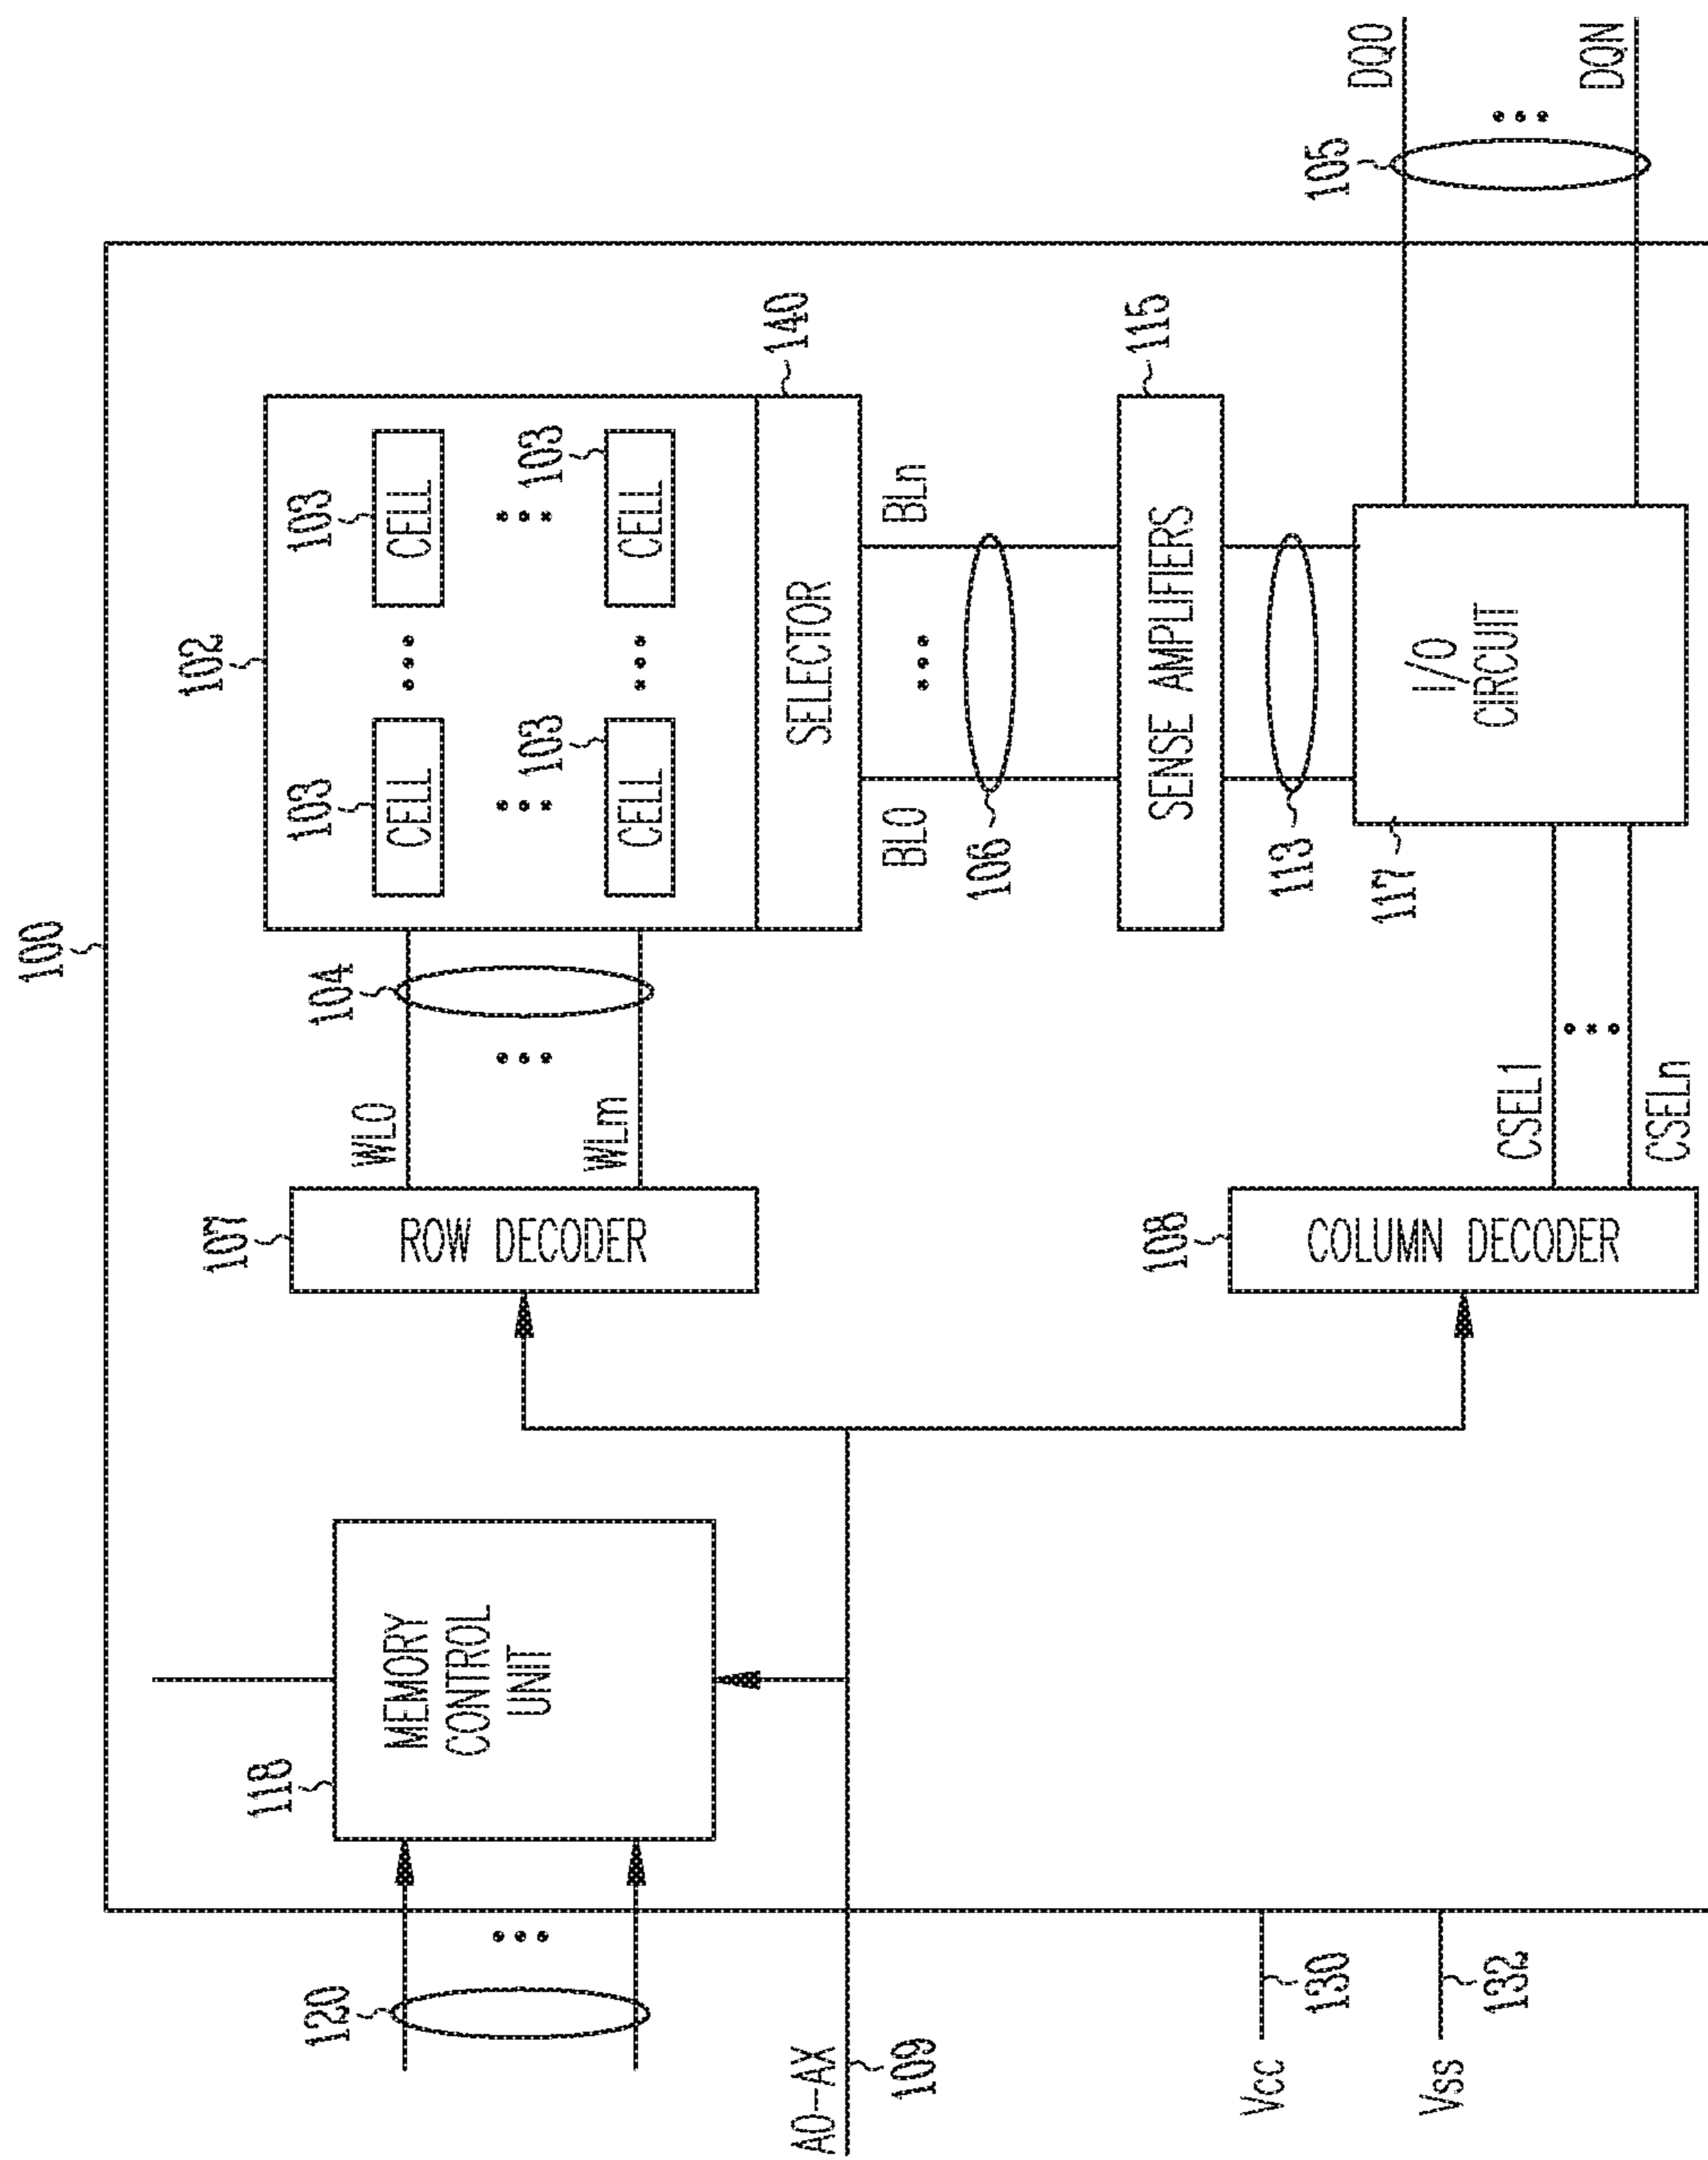 100
102
103
103
CELL
CELL
103
103
CELL
CELL
SELECTOR
140
104
WL0
WLm
107
ROW DECODER
118
MEMORY
CONTROL
UNIT
120
A0-AX
109
BL0
BLn
106
SENSE AMPLIFIERS
115
113
117
I/O
CIRCUIT
105
DQ0
DQN
108
COLUMN DECODER
CSEL1
CSELn
Vcc
130
Vss
132